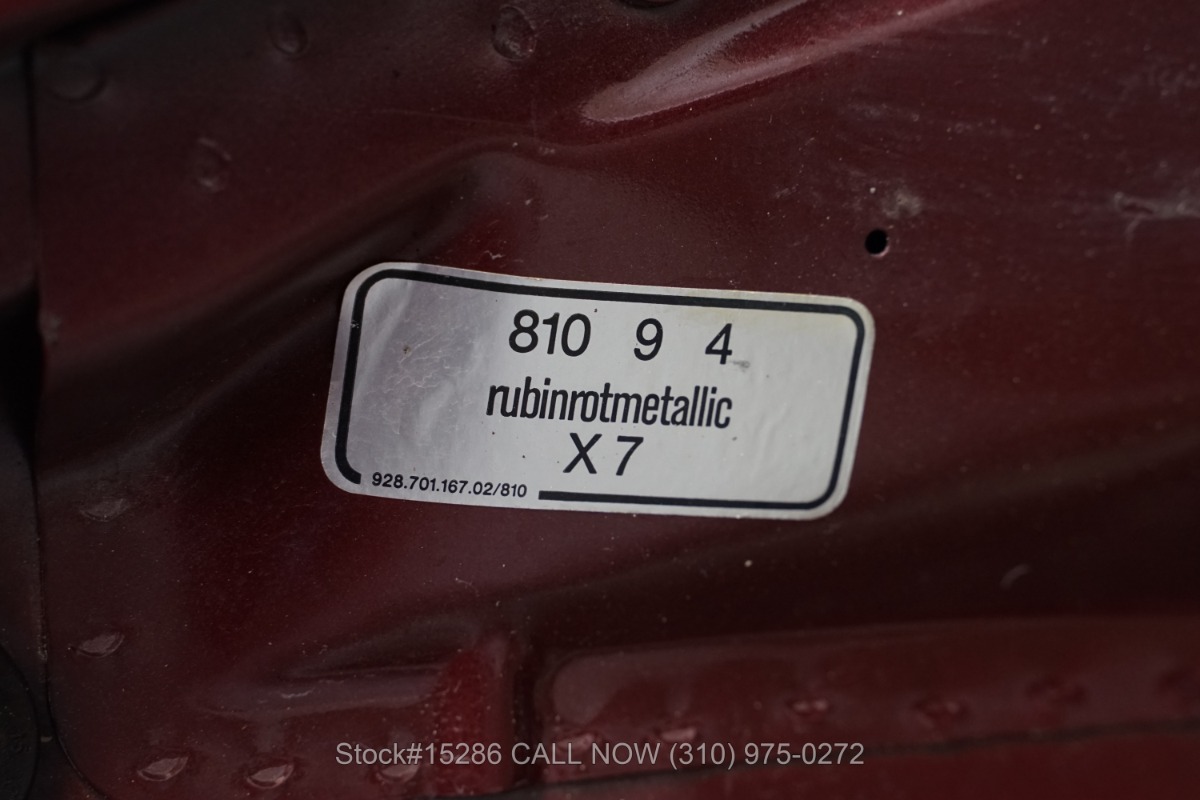 810 9 4
rubinrotmetallic
X7
928.701.167.02/810
Stock#15286 CALL NOW (310) 975-0272